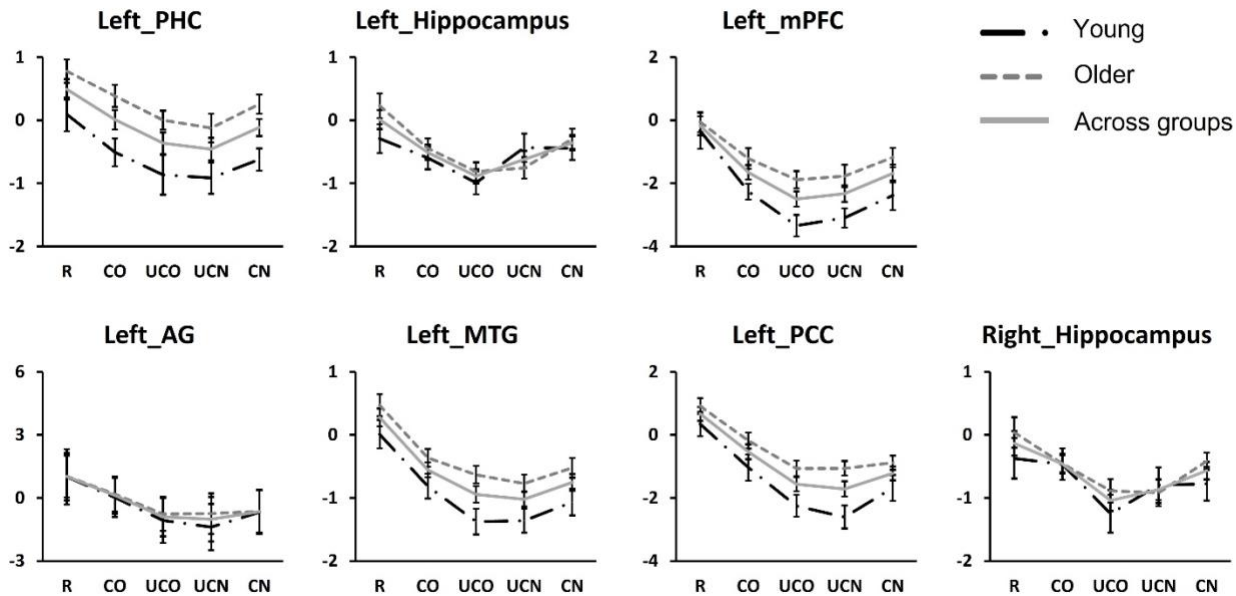 Left_PHC
Left_Hippocampus
Left_mPFC
Young
Older
Across groups
1
0
-1
-2
R CO UCO UCN CN
1
0
-1
-2
R CO UCO UCN CN
2
0
-2
-4
R CO UCO UCN CN
Left_AG
Left_MTG
Left_PCC
Right_Hippocampus
6
3
0
-3
R CO UCO UCN CN
1
0
-1
-2
R CO UCO UCN CN
2
0
-2
-4
R CO UCO UCN CN
1
0
-1
-2
R CO UCO UCN CN